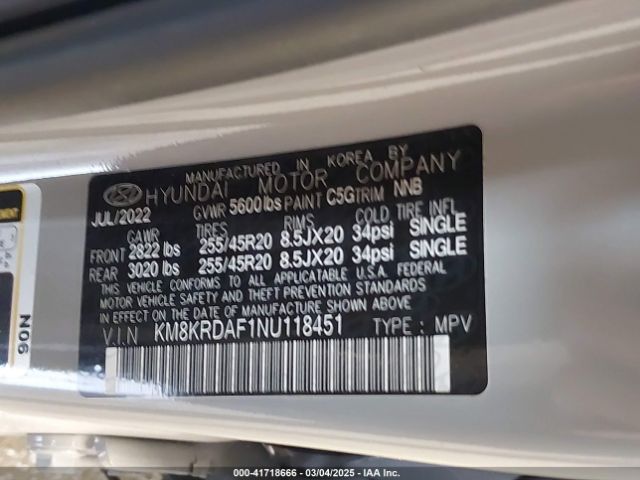 MANUFACTURED IN KOREA BY
HYUNDAI MOTOR COMPANY
JUL/2022 GVWR 5600lbs PAINT C5G TRIM NNB
GAWR TIRES RIMS COLD TIRE INFL
FRONT 2822 lbs 255/45R20 8.5JX20 34psi SINGLE
REAR 3020 lbs 255/45R20 8.5JX20 34psi SINGLE
THIS VEHICLE CONFORMS TO ALL APPLICABLE U.S.A. FEDERAL
MOTOR VEHICLE SAFETY AND THEFT PREVENTION STANDARDS
IN EFFECT ON THE DATE OF MANUFACTURE SHOWN ABOVE.
V.I.N KM8KRDAF1NU118451 TYPE : MPV
N06
000-41718666 - 03/04/2025 - IAA Inc. Copyright